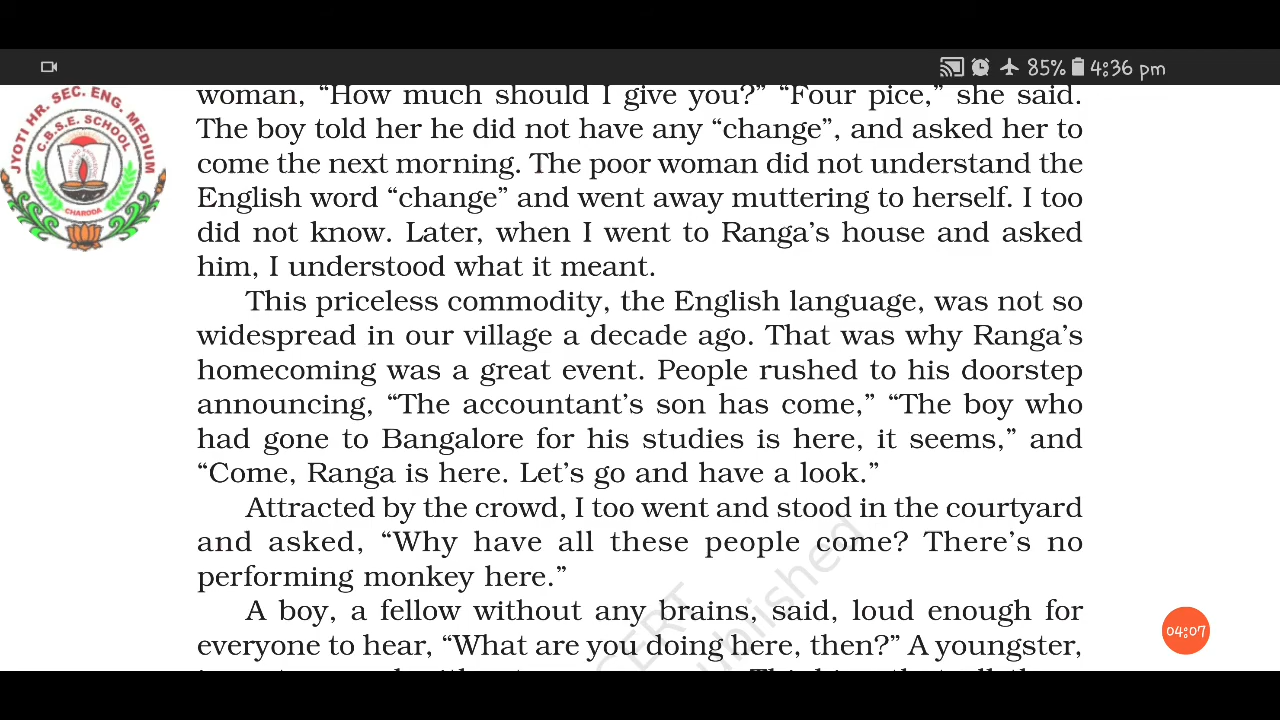 85% 4:36 pm
JYOTI HR. SEC. ENG. MEDIUM
C.B.S.E. SCHOOL
CHARODA
woman, “How much should I give you?” “Four pice,” she said.
The boy told her he did not have any “change”, and asked her to
come the next morning. The poor woman did not understand the
English word “change” and went away muttering to herself. I too
did not know. Later, when I went to Ranga’s house and asked
him, I understood what it meant.
This priceless commodity, the English language, was not so
widespread in our village a decade ago. That was why Ranga’s
homecoming was a great event. People rushed to his doorstep
announcing, “The accountant’s son has come,” “The boy who
had gone to Bangalore for his studies is here, it seems,” and
“Come, Ranga is here. Let’s go and have a look.”
Attracted by the crowd, I too went and stood in the courtyard
and asked, “Why have all these people come? There’s no
performing monkey here.”
A boy, a fellow without any brains, said, loud enough for
everyone to hear, “What are you doing here, then?” A youngster,
04:07